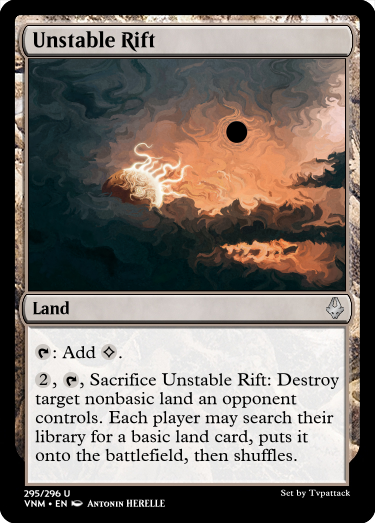 Unstable Rift
Land
: Add .
2, , Sacrifice Unstable Rift: Destroy
target nonbasic land an opponent
controls. Each player may search their
library for a basic land card, puts it
onto the battlefield, then shuffles.
295/296 U
VNM • EN Antonin HERELLE
Set by Tvpattack